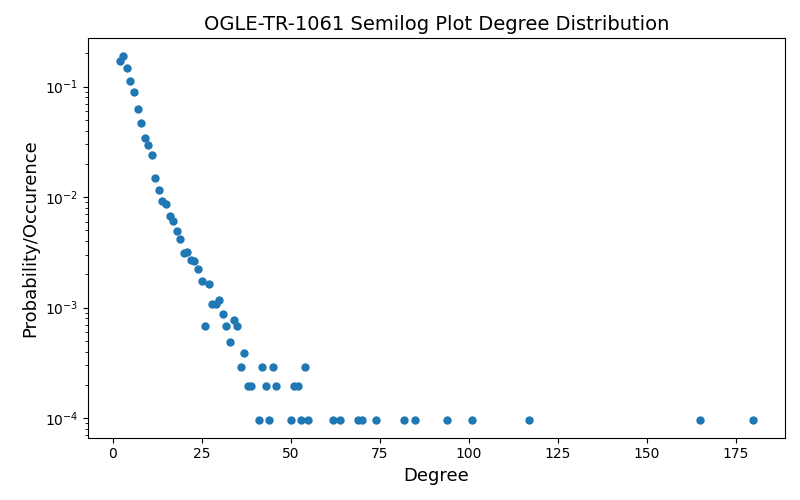 OGLE-TR-1061 Semilog Plot Degree Distribution
Probability/Occurence
10⁻¹
10⁻²
10⁻³
10⁻⁴
0 25 50 75 100 125 150 175
Degree